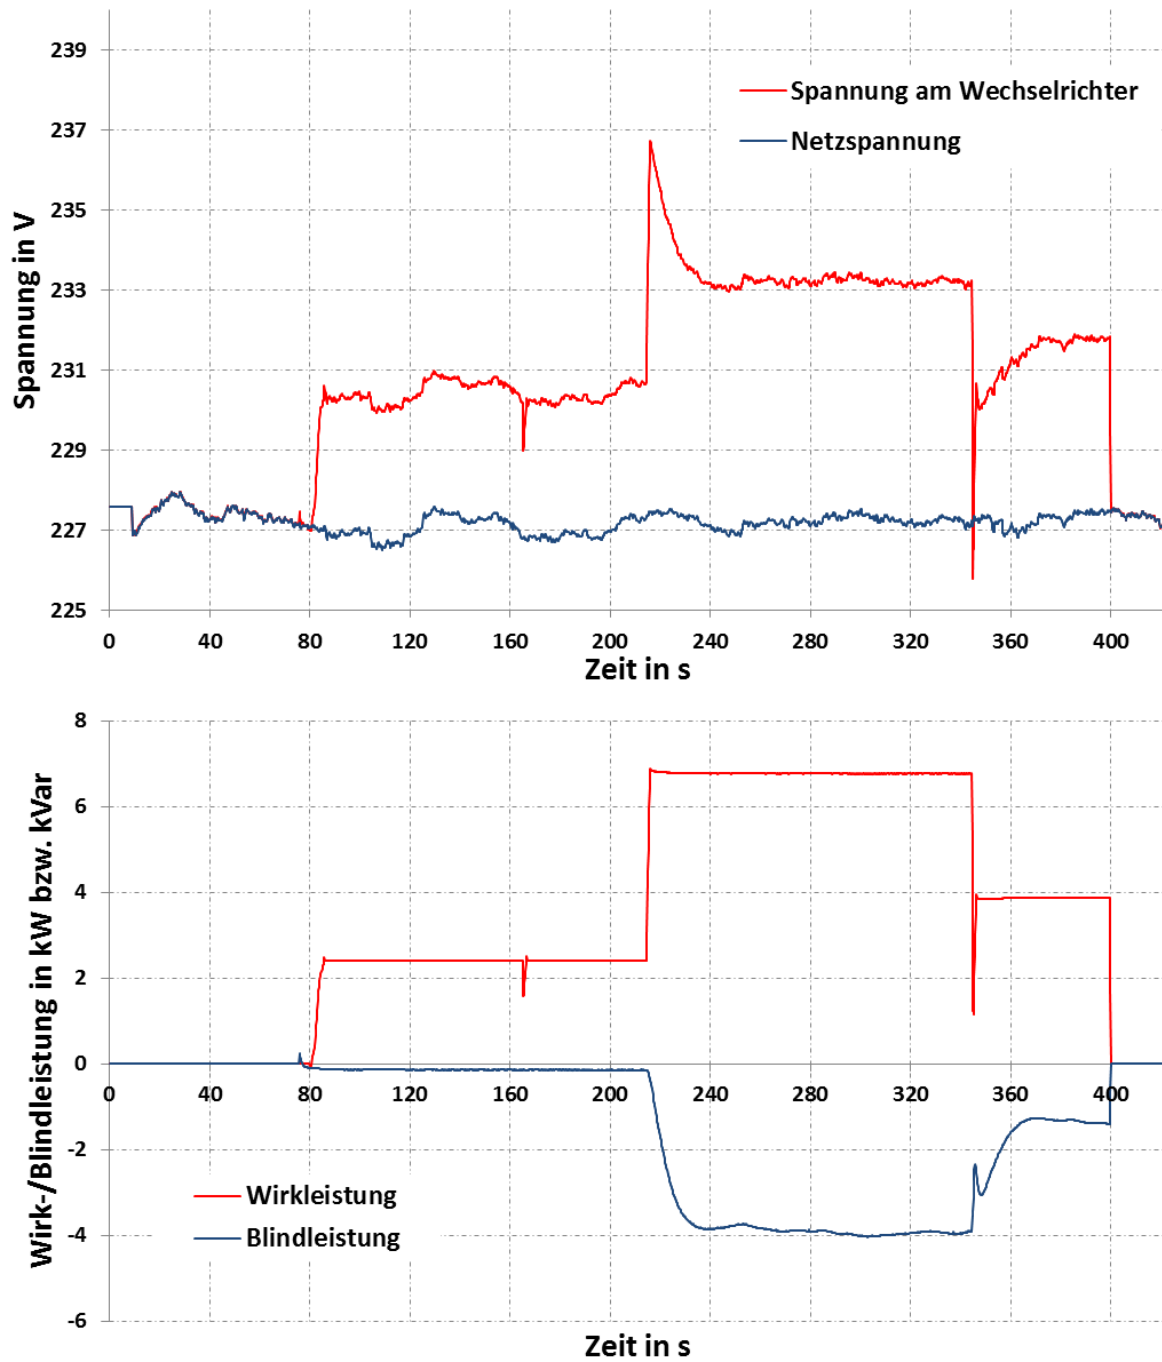 239
237
235
233
231
229
227
225
Spannung in V
Spannung am Wechselrichter
Netzspannung
0 40 80 120 160 200 240 280 320 360 400
Zeit in s
8
6
4
2
0
-2
-4
-6
Wirk-/Blindleistung in kW bzw. kVar
0 40 80 120 160 200 240 280 320 360 400
Wirkleistung
Blindleistung
Zeit in s